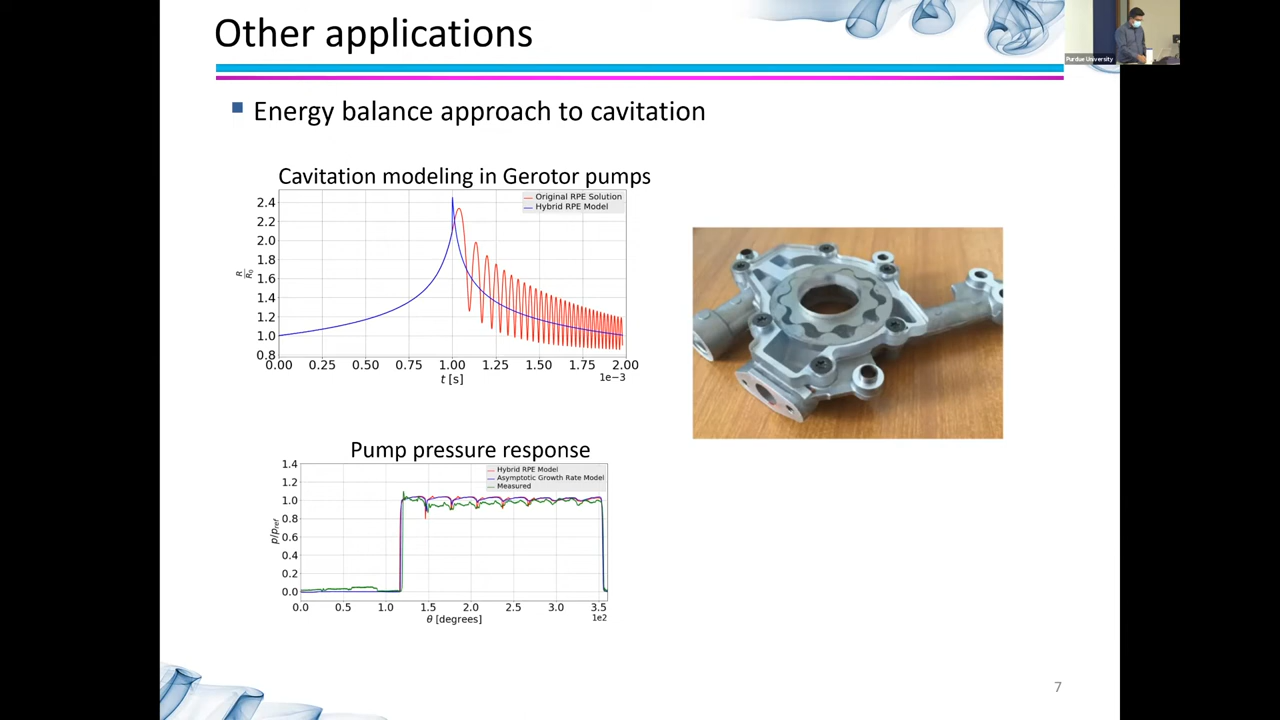 Other applications
Purdue University
Energy balance approach to cavitation
Cavitation modeling in Gerotor pumps
Original RPE Solution
Hybrid RPE Model
2.4
2.2
2.0
1.8
1.6
1.4
1.2
1.0
0.8
R/R₀
0.00 0.25 0.50 0.75 1.00 1.25 1.50 1.75 2.00
t [s]
1e−3
Pump pressure response
Hybrid RPE Model
Asymptotic Growth Rate Model
Measured
1.4
1.2
1.0
0.8
0.6
0.4
0.2
0.0
p/p_ref
0.0 0.5 1.0 1.5 2.0 2.5 3.0 3.5
θ [degrees]
1e2
7